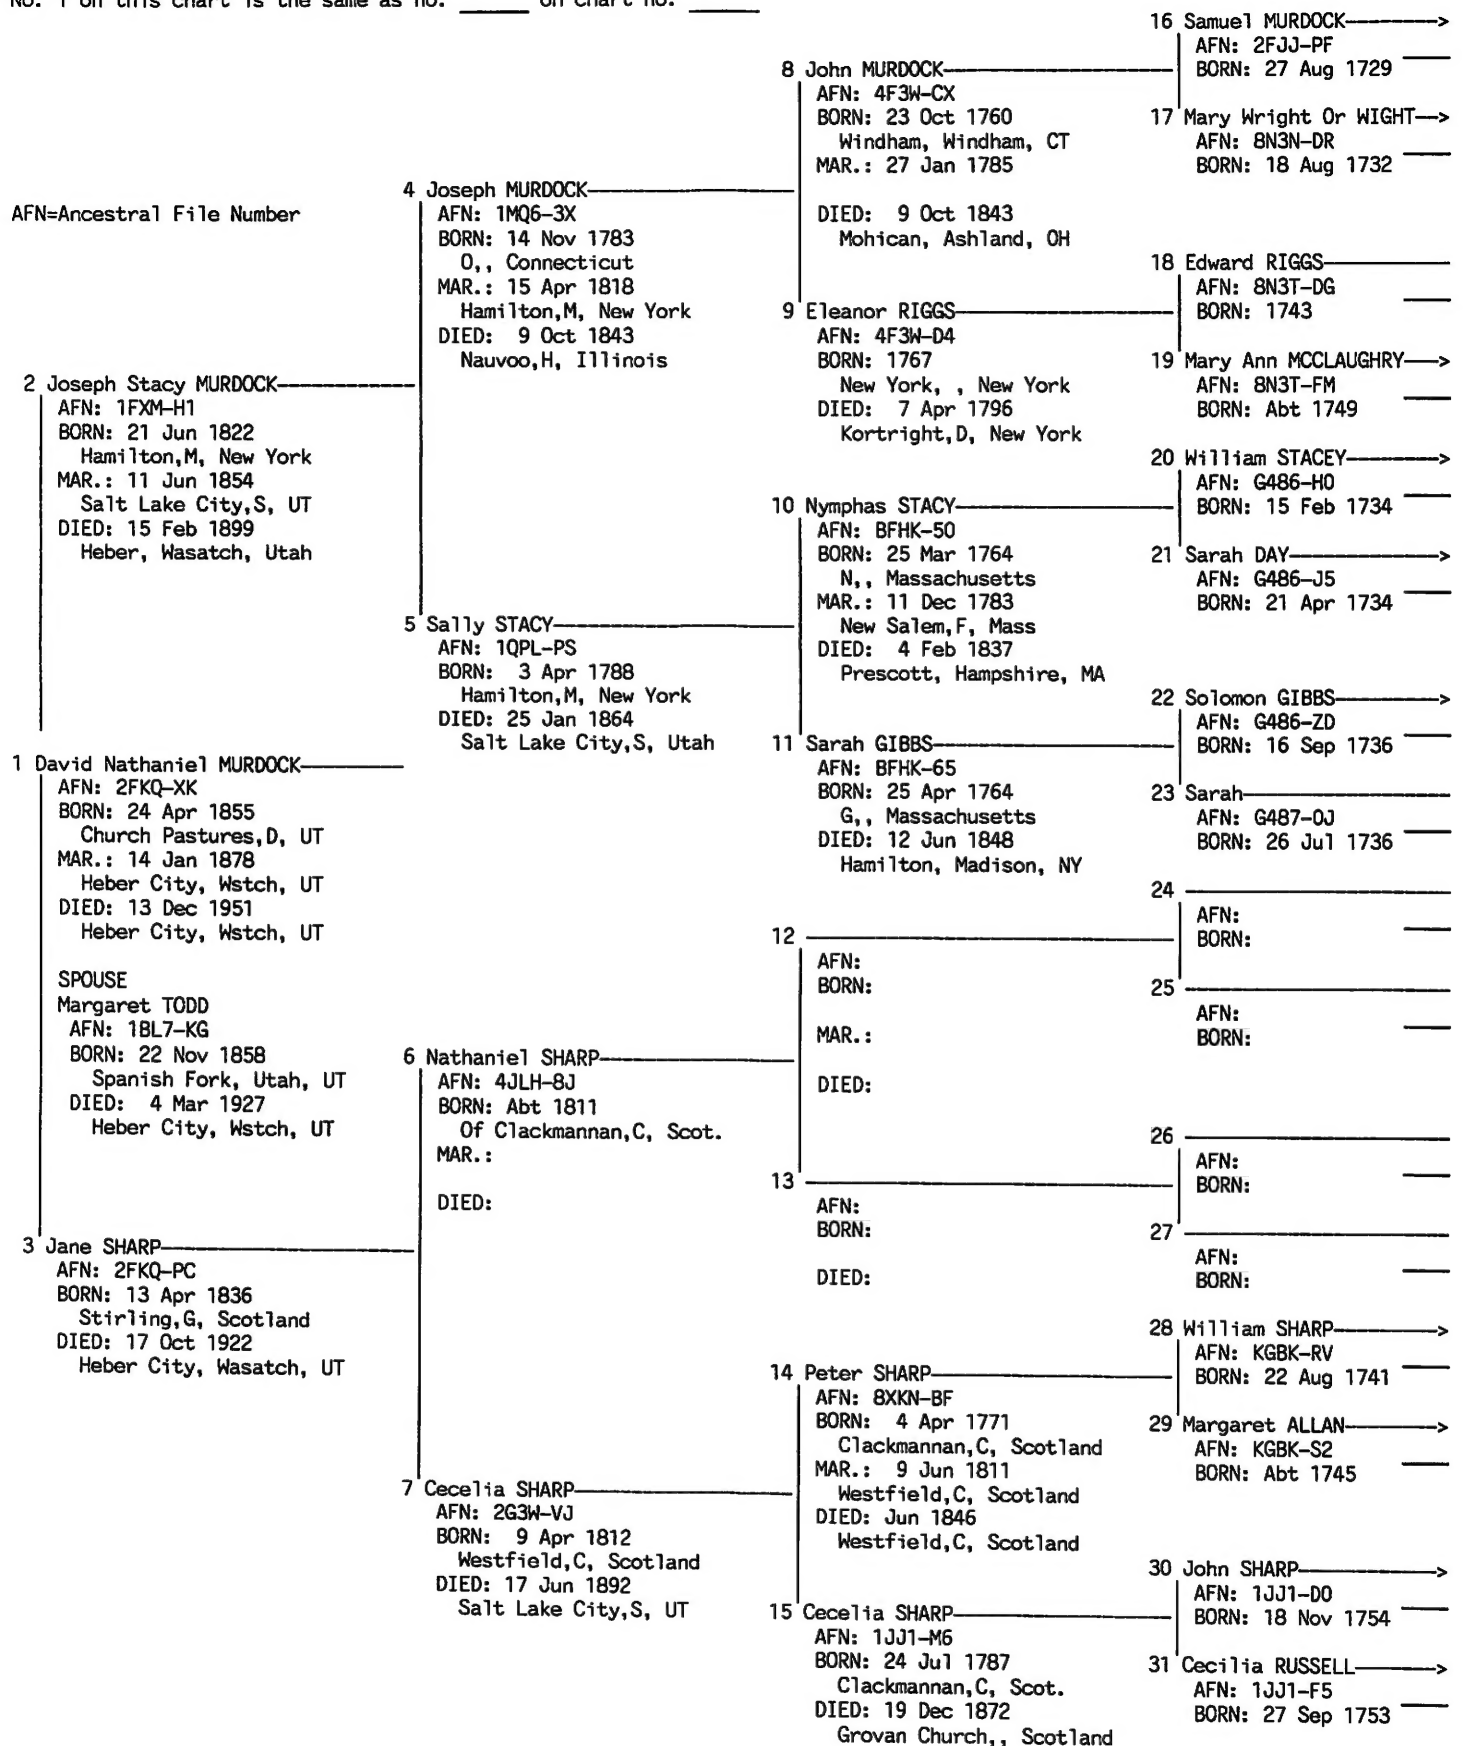 No. 1 on this chart is the same as no. _____ on chart no. _____
16 Samuel MURDOCK
AFN: 2FJJ-PF
BORN: 27 Aug 1729
8 John MURDOCK
AFN: 4F3W-CX
BORN: 23 Oct 1760
Windham, Windham, CT
MAR.: 27 Jan 1785
DIED: 9 Oct 1843
Mohican, Ashland, OH
17 Mary Wright Or WIGHT
AFN: 8N3N-DR
BORN: 18 Aug 1732
4 Joseph MURDOCK
AFN: 1MQ6-3X
BORN: 14 Nov 1783
O,, Connecticut
MAR.: 15 Apr 1818
Hamilton,M, New York
DIED: 9 Oct 1843
Nauvoo,H, Illinois
AFN=Ancestral File Number
18 Edward RIGGS
AFN: 8N3T-DG
BORN: 1743
9 Eleanor RIGGS
AFN: 4F3W-D4
BORN: 1767
New York, , New York
DIED: 7 Apr 1796
Kortright,D, New York
19 Mary Ann MCCLAUGHRY
AFN: 8N3T-FM
BORN: Abt 1749
2 Joseph Stacy MURDOCK
AFN: 1FXM-H1
BORN: 21 Jun 1822
Hamilton,M, New York
MAR.: 11 Jun 1854
Salt Lake City,S, UT
DIED: 15 Feb 1899
Heber, Wasatch, Utah
20 William STACEY
AFN: G486-H0
BORN: 15 Feb 1734
10 Nymphas STACY
AFN: BFHK-50
BORN: 25 Mar 1764
N,, Massachusetts
MAR.: 11 Dec 1783
New Salem,F, Mass
DIED: 4 Feb 1837
Prescott, Hampshire, MA
21 Sarah DAY
AFN: G486-J5
BORN: 21 Apr 1734
5 Sally STACY
AFN: 1QPL-PS
BORN: 3 Apr 1788
Hamilton,M, New York
DIED: 25 Jan 1864
Salt Lake City,S, Utah
22 Solomon GIBBS
AFN: G486-ZD
BORN: 16 Sep 1736
11 Sarah GIBBS
AFN: BFHK-65
BORN: 25 Apr 1764
G,, Massachusetts
DIED: 12 Jun 1848
Hamilton, Madison, NY
23 Sarah
AFN: G487-0J
BORN: 26 Jul 1736
1 David Nathaniel MURDOCK
AFN: 2FKQ-XK
BORN: 24 Apr 1855
Church Pastures,D, UT
MAR.: 14 Jan 1878
Heber City, Wstch, UT
DIED: 13 Dec 1951
Heber City, Wstch, UT
SPOUSE
Margaret TODD
AFN: 1BL7-KG
BORN: 22 Nov 1858
Spanish Fork, Utah, UT
DIED: 4 Mar 1927
Heber City, Wstch, UT
24
AFN:
BORN:
12
AFN:
BORN:
MAR.:
DIED:
25
AFN:
BORN:
6 Nathaniel SHARP
AFN: 4JLH-8J
BORN: Abt 1811
Of Clackmannan,C, Scot.
MAR.:
DIED:
26
AFN:
BORN:
13
AFN:
BORN:
DIED:
27
AFN:
BORN:
3 Jane SHARP
AFN: 2FKQ-PC
BORN: 13 Apr 1836
Stirling,G, Scotland
DIED: 17 Oct 1922
Heber City, Wasatch, UT
28 William SHARP
AFN: KGBK-RV
BORN: 22 Aug 1741
14 Peter SHARP
AFN: 8XKN-BF
BORN: 4 Apr 1771
Clackmannan,C, Scotland
MAR.: 9 Jun 1811
Westfield,C, Scotland
DIED: Jun 1846
Westfield,C, Scotland
29 Margaret ALLAN
AFN: KGBK-S2
BORN: Abt 1745
7 Cecelia SHARP
AFN: 2G3W-VJ
BORN: 9 Apr 1812
Westfield,C, Scotland
DIED: 17 Jun 1892
Salt Lake City,S, UT
30 John SHARP
AFN: 1JJ1-D0
BORN: 18 Nov 1754
15 Cecelia SHARP
AFN: 1JJ1-M6
BORN: 24 Jul 1787
Clackmannan,C, Scot.
DIED: 19 Dec 1872
Grovan Church,, Scotland
31 Cecilia RUSSELL
AFN: 1JJ1-F5
BORN: 27 Sep 1753